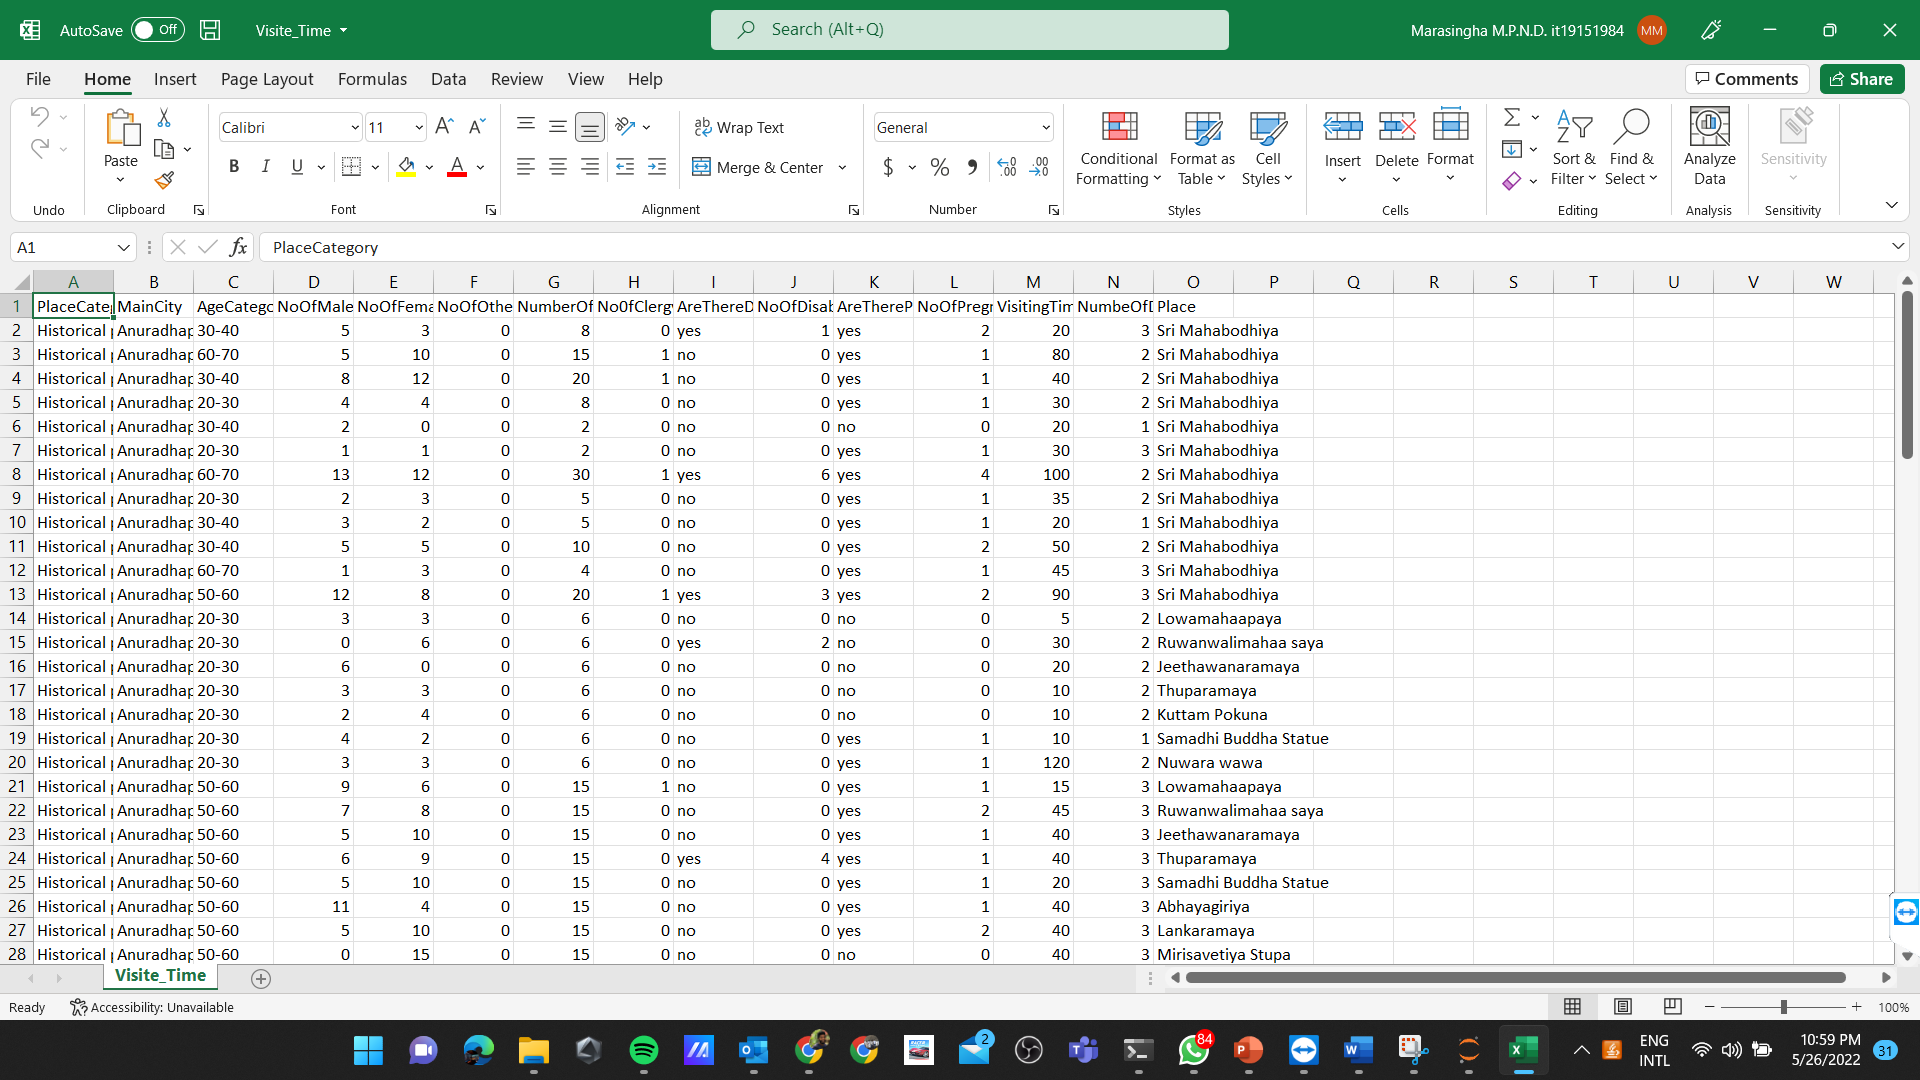 AutoSave Off Visite_Time Search (Alt+Q) Marasingha M.P.N.D. it19151984 MM
File Home Insert Page Layout Formulas Data Review View Help Comments Share
Calibri 11 Wrap Text General
Paste B I U Merge & Center $ % Conditional Formatting Format as Table Cell Styles Insert Delete Format Sort & Filter Find & Select Analyze Data Sensitivity
Undo Clipboard Font Alignment Number Styles Cells Editing Analysis Sensitivity
A1 fx PlaceCategory
A B C D E F G H I J K L M N O P Q R S T U V W
1 PlaceCateg MainCity AgeCatego NoOfMale NoOfFema NoOfOthe NumberOf No0fClergy AreThereD NoOfDisab AreThereP NoOfPregn VisitingTim NumbeOfD Place
2 Historical Anuradhap 30-40 5 3 0 8 0 yes 1 yes 2 20 3 Sri Mahabodhiya
3 Historical Anuradhap 60-70 5 10 0 15 1 no 0 yes 1 80 2 Sri Mahabodhiya
4 Historical Anuradhap 30-40 8 12 0 20 1 no 0 yes 1 40 2 Sri Mahabodhiya
5 Historical Anuradhap 20-30 4 4 0 8 0 no 0 yes 1 30 2 Sri Mahabodhiya
6 Historical Anuradhap 30-40 2 0 0 2 0 no 0 no 0 20 1 Sri Mahabodhiya
7 Historical Anuradhap 20-30 1 1 0 2 0 no 0 yes 1 30 3 Sri Mahabodhiya
8 Historical Anuradhap 60-70 13 12 0 30 1 yes 6 yes 4 100 2 Sri Mahabodhiya
9 Historical Anuradhap 20-30 2 3 0 5 0 no 0 yes 1 35 2 Sri Mahabodhiya
10 Historical Anuradhap 30-40 3 2 0 5 0 no 0 yes 1 20 1 Sri Mahabodhiya
11 Historical Anuradhap 30-40 5 5 0 10 0 no 0 yes 2 50 2 Sri Mahabodhiya
12 Historical Anuradhap 60-70 1 3 0 4 0 no 0 yes 1 45 3 Sri Mahabodhiya
13 Historical Anuradhap 50-60 12 8 0 20 1 yes 3 yes 2 90 3 Sri Mahabodhiya
14 Historical Anuradhap 20-30 3 3 0 6 0 no 0 no 0 5 2 Lowamahaapaya
15 Historical Anuradhap 20-30 0 6 0 6 0 yes 2 no 0 30 2 Ruwanwalimahaa saya
16 Historical Anuradhap 20-30 6 0 0 6 0 no 0 no 0 20 2 Jeethawanaramaya
17 Historical Anuradhap 20-30 3 3 0 6 0 no 0 no 0 10 2 Thuparamaya
18 Historical Anuradhap 20-30 2 4 0 6 0 no 0 no 0 10 2 Kuttam Pokuna
19 Historical Anuradhap 20-30 4 2 0 6 0 no 0 yes 1 10 1 Samadhi Buddha Statue
20 Historical Anuradhap 20-30 3 3 0 6 0 no 0 yes 1 120 2 Nuwara wawa
21 Historical Anuradhap 50-60 9 6 0 15 1 no 0 yes 1 15 3 Lowamahaapaya
22 Historical Anuradhap 50-60 7 8 0 15 0 no 0 yes 2 45 3 Ruwanwalimahaa saya
23 Historical Anuradhap 50-60 5 10 0 15 0 no 0 yes 1 40 3 Jeethawanaramaya
24 Historical Anuradhap 50-60 6 9 0 15 0 yes 4 yes 1 40 3 Thuparamaya
25 Historical Anuradhap 50-60 5 10 0 15 0 no 0 yes 1 20 3 Samadhi Buddha Statue
26 Historical Anuradhap 50-60 11 4 0 15 0 no 0 yes 1 40 3 Abhayagiriya
27 Historical Anuradhap 50-60 5 10 0 15 0 no 0 yes 2 40 3 Lankaramaya
28 Historical Anuradhap 50-60 0 15 0 15 0 no 0 no 0 40 3 Mirisavetiya Stupa
Visite_Time
Ready Accessibility: Unavailable 100%
2 84 ENG INTL 10:59 PM 5/26/2022 31